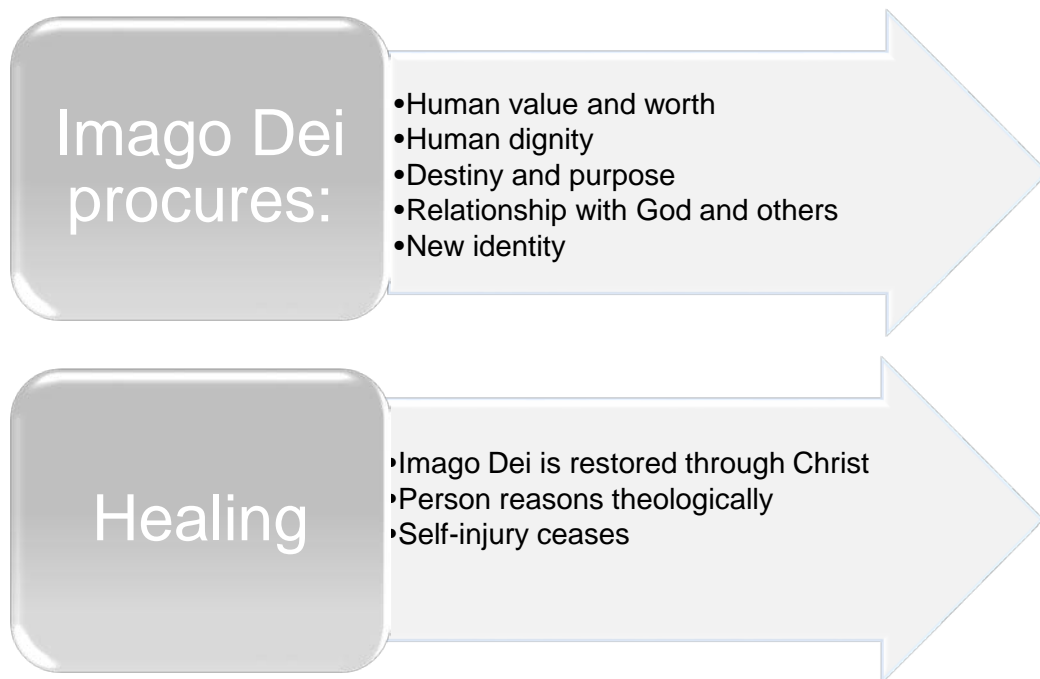 Imago Dei
procures:
•Human value and worth
•Human dignity
•Destiny and purpose
•Relationship with God and others
•New identity
Healing
•Imago Dei is restored through Christ
•Person reasons theologically
•Self-injury ceases